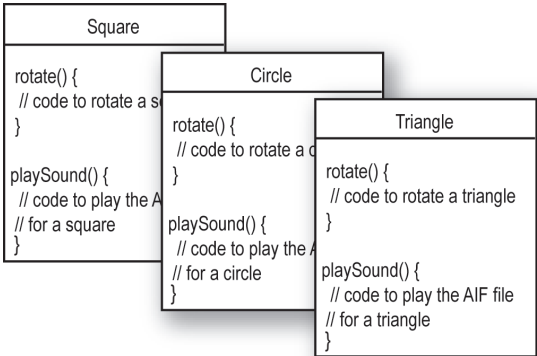 Square
rotate() {
// code to rotate a
}
playSound() {
// code to play the
// for a square
}
Circle
rotate() {
// code to rotate a
}
playSound() {
// code to play the
// for a circle
}
Triangle
rotate() {
// code to rotate a triangle
}
playSound() {
// code to play the AIF file
// for a triangle
}